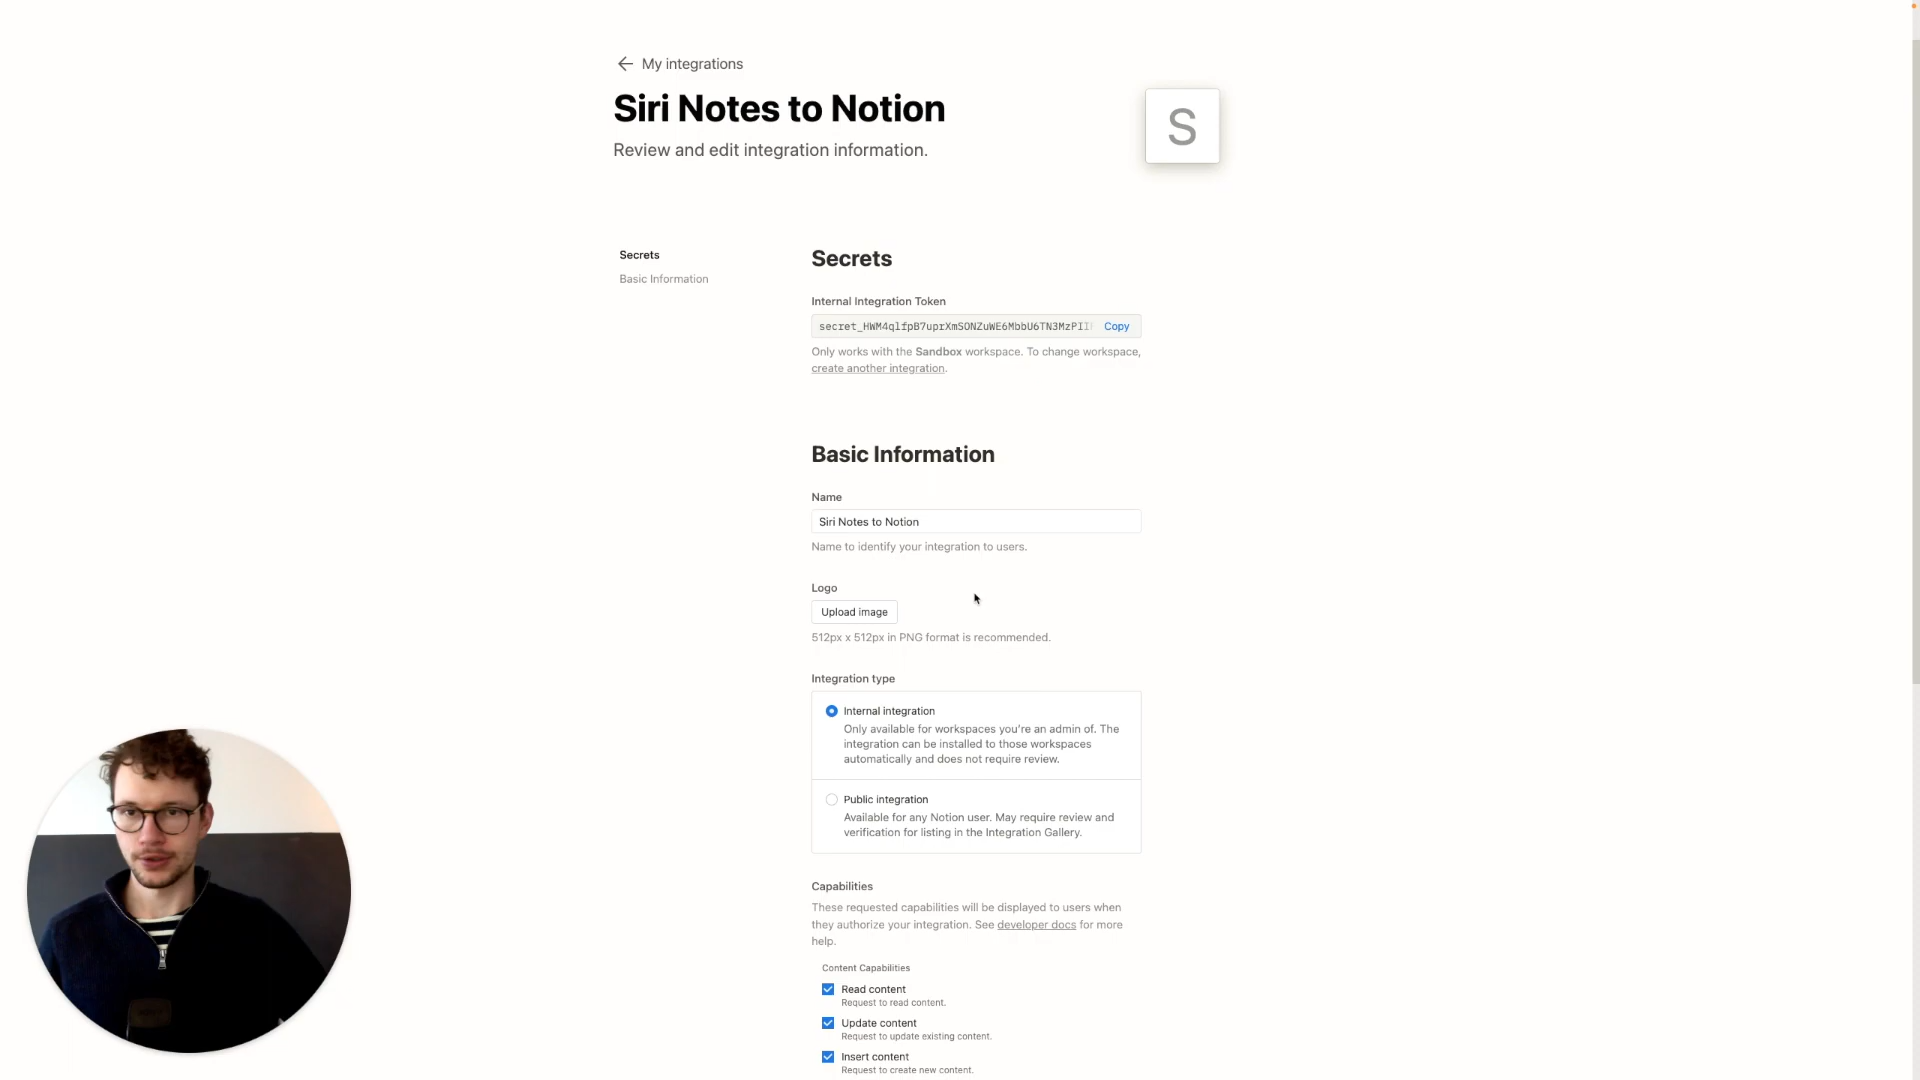 My integrations
Siri Notes to Notion
S
Review and edit integration information.
Secrets
Basic Information
Secrets
Internal Integration Token
secret_HWM4qlfpB7uprXmSONZuWE6MbbU6TN3MzPII Copy
Only works with the Sandbox workspace. To change workspace,
create another integration.
Basic Information
Name
Siri Notes to Notion
Name to identify your integration to users.
Logo
Upload image
512px x 512px in PNG format is recommended.
Integration type
Internal integration
Only available for workspaces you're an admin of. The
integration can be installed to those workspaces
automatically and does not require review.
Public integration
Available for any Notion user. May require review and
verification for listing in the Integration Gallery.
Capabilities
These requested capabilities will be displayed to users when
they authorize your integration. See developer docs for more
help.
Content Capabilities
Read content
Request to read content.
Update content
Request to update existing content.
Insert content
Request to create new content.